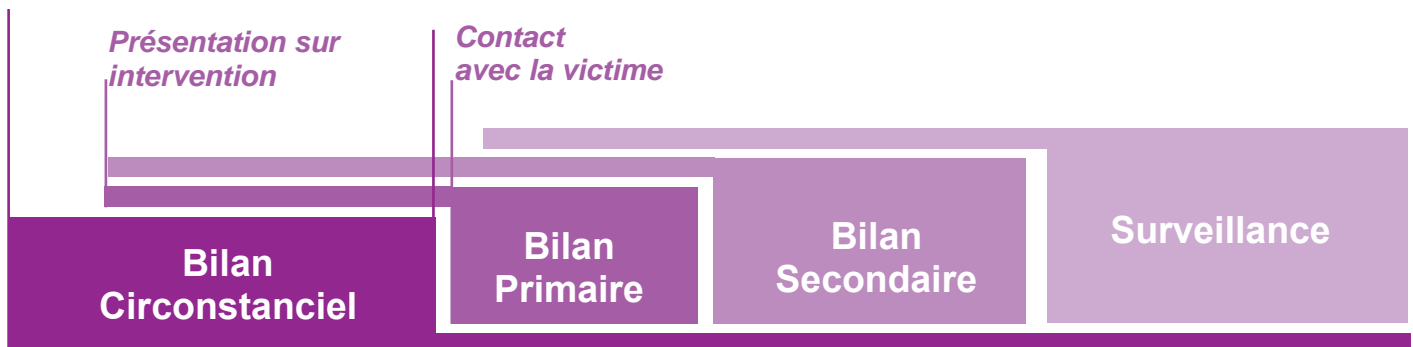 Présentation sur
intervention
Contact
avec la victime
Bilan
Circonstanciel
Bilan
Primaire
Bilan
Secondaire
Surveillance